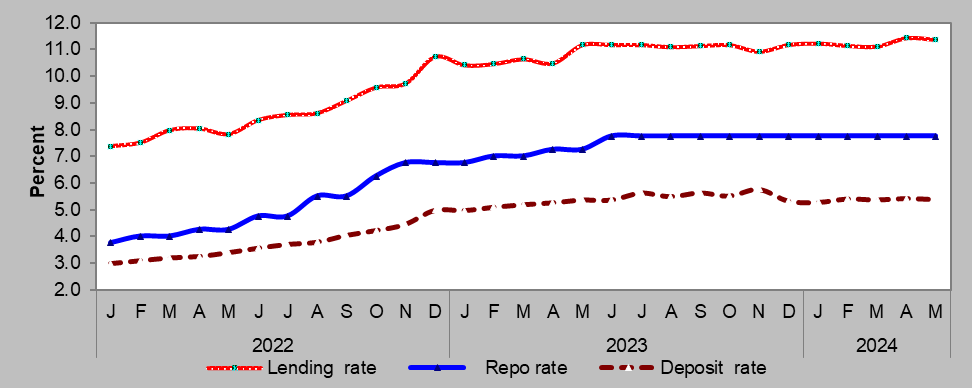 12.0
11.0
10.0
9.0
8.0
7.0
6.0
5.0
4.0
3.0
2.0
Percent
J F M A M J J A S O N D J F M A M J J A S O N D J F M A M
2022 2023 2024
Lending rate Repo rate Deposit rate